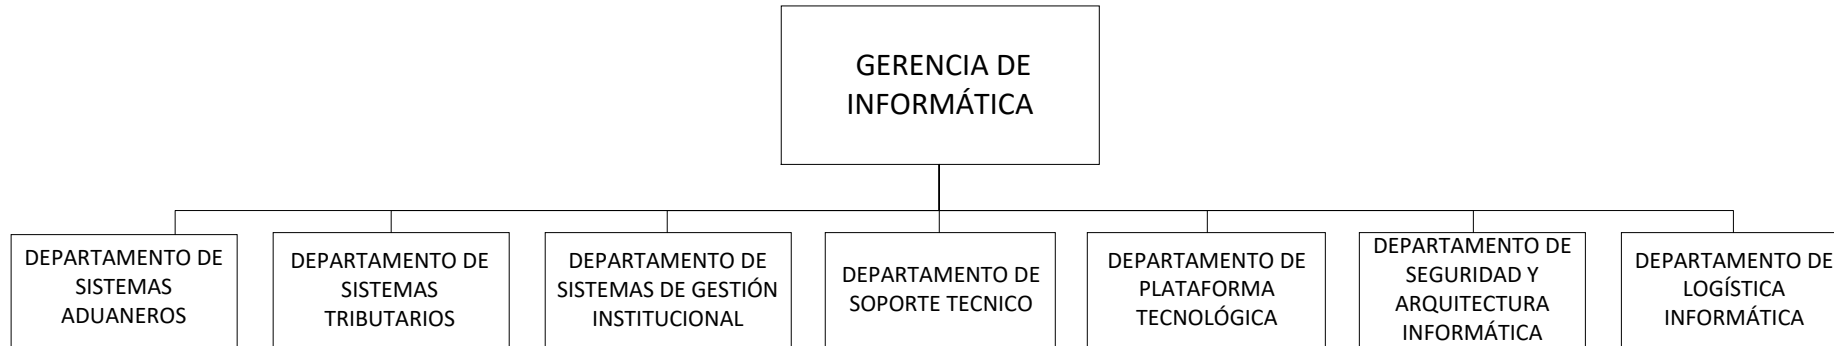 GERENCIA DE
INFORMÁTICA
DEPARTAMENTO DE
SISTEMAS
ADUANEROS
DEPARTAMENTO DE
SISTEMAS
TRIBUTARIOS
DEPARTAMENTO DE
SISTEMAS DE GESTIÓN
INSTITUCIONAL
DEPARTAMENTO DE
SOPORTE TECNICO
DEPARTAMENTO DE
PLATAFORMA
TECNOLÓGICA
DEPARTAMENTO DE
SEGURIDAD Y
ARQUITECTURA
INFORMÁTICA
DEPARTAMENTO DE
LOGÍSTICA
INFORMÁTICA